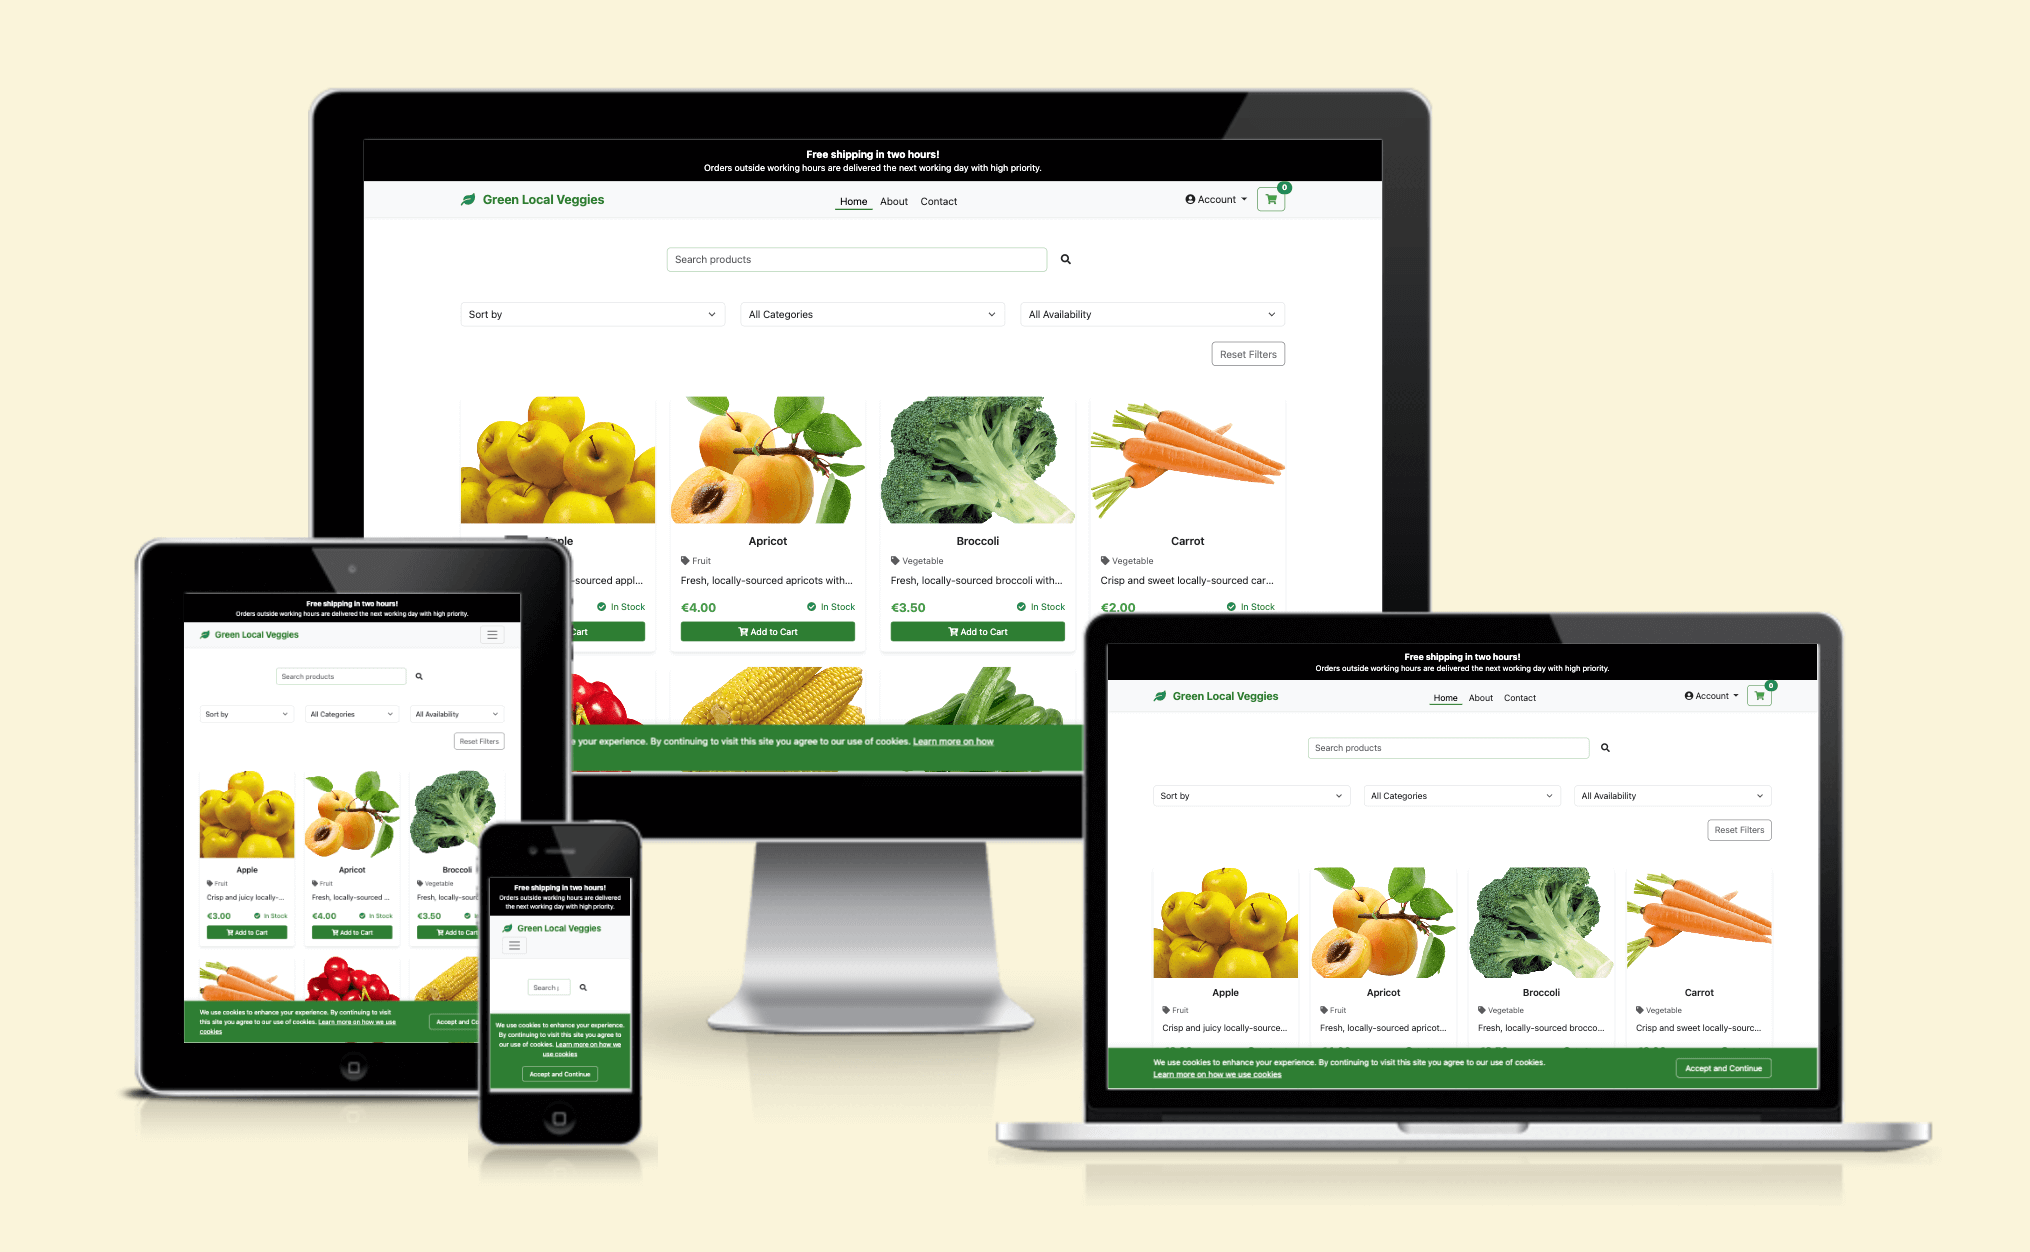 Free shipping in two hours!
Orders outside working hours are delivered the next working day with high priority.
Green Local Veggies
Home About Contact
Account
0
Search products
Sort by
All Categories
All Availability
Reset Filters
Apricot
Broccoli
Carrot
Fruit
Vegetable
Vegetable
-sourced appl...
Fresh, locally-sourced apricots with...
Fresh, locally-sourced broccoli with...
Crisp and sweet locally-sourced car...
In Stock
€4.00 In Stock
€3.50 In Stock
€2.00 In Stock
Cart
Add to Cart
Add to Cart
your experience. By continuing to visit this site you agree to our use of cookies. Learn more on how
Free shipping in two hours!
Orders outside working hours are delivered the next working day with high priority.
Green Local Veggies
Search products
Sort by
All Categories
All Availability
Reset Filters
Apple
Apricot
Broccoli
Fruit
Fruit
Vegetable
Crisp and juicy locally-...
Fresh, locally-sourced ...
Fresh, locally-sour
€3.00 In Stock
€4.00 In Stock
€3.50
Add to Cart
Add to Cart
Add to Cart
We use cookies to enhance your experience. By continuing to visit
this site you agree to our use of cookies. Learn more on how we use
cookies
Accept and Co
Free shipping in two hours!
Orders outside working hours are delivered
the next working day with high priority.
Green Local Veggies
Search
We use cookies to enhance your experience.
By continuing to visit this site you agree to
our use of cookies. Learn more on how we
use cookies
Accept and Continue
Free shipping in two hours!
Orders outside working hours are delivered the next working day with high priority.
Green Local Veggies
Home About Contact
Account
0
Search products
Sort by
All Categories
All Availability
Reset Filters
Apple
Apricot
Broccoli
Carrot
Fruit
Fruit
Vegetable
Vegetable
Crisp and juicy locally-source...
Fresh, locally-sourced apricot...
Fresh, locally-sourced brocco...
Crisp and sweet locally-sourc...
We use cookies to enhance your experience. By continuing to visit this site you agree to our use of cookies.
Learn more on how we use cookies
Accept and Continue